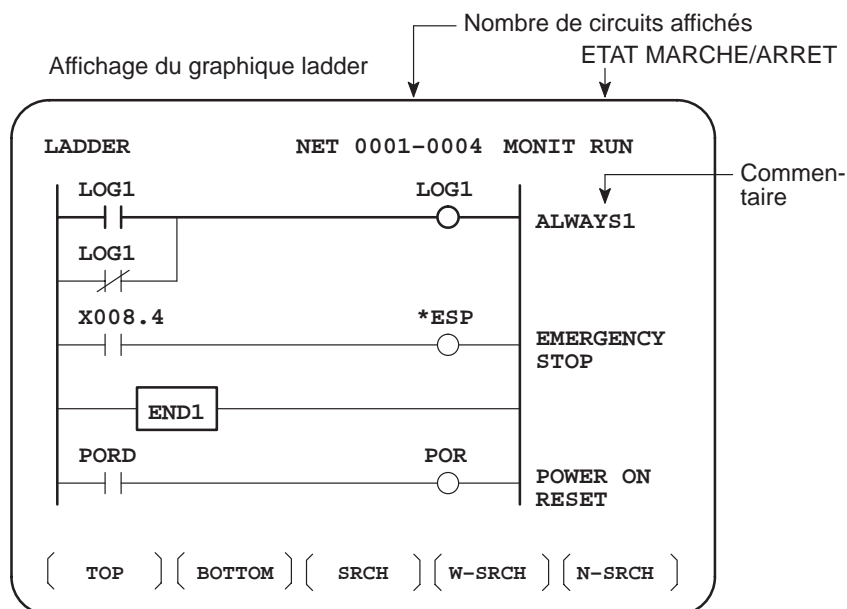 Nombre de circuits affichés
ETAT MARCHE/ARRET
Affichage du graphique ladder
LADDER NET 0001-0004 MONIT RUN
Commen-
taire
LOG1 LOG1
ALWAYS1
LOG1
X008.4 *ESP
EMERGENCY
STOP
END1
PORD POR
POWER ON
RESET
TOP BOTTOM SRCH W-SRCH N-SRCH